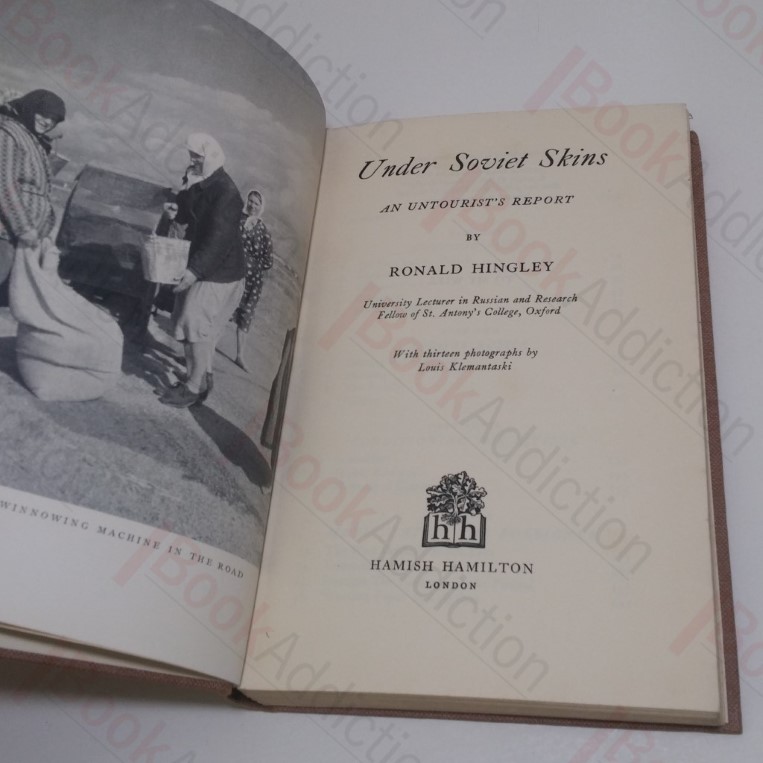 WINNOWING MACHINE IN THE ROAD
Under Soviet Skins
AN UNTOURIST'S REPORT
BY
RONALD HINGLEY
University Lecturer in Russian and Research
Fellow of St. Antony's College, Oxford
With thirteen photographs by
Louis Klemantaski
hh
HAMISH HAMILTON
LONDON
BookAddiction